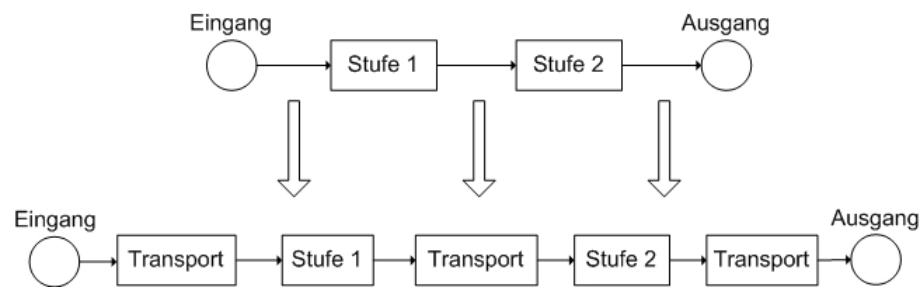 Eingang
Ausgang
Stufe 1
Stufe 2
Eingang
Ausgang
Transport
Stufe 1
Transport
Stufe 2
Transport